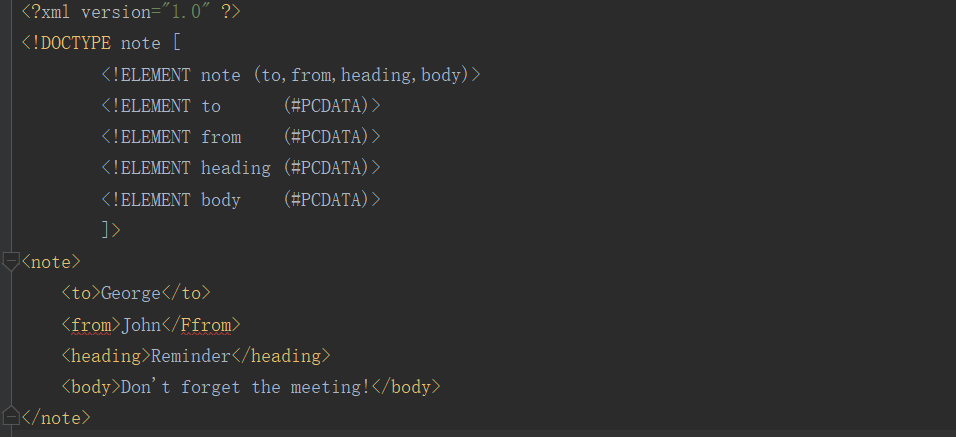 <?xml version="1.0" ?>
<!DOCTYPE note [
        <!ELEMENT note (to,from,heading,body)>
        <!ELEMENT to      (#PCDATA)>
        <!ELEMENT from    (#PCDATA)>
        <!ELEMENT heading (#PCDATA)>
        <!ELEMENT body    (#PCDATA)>
        ]>
<note>
    <to>George</to>
    <from>John</Ffrom>
    <heading>Reminder</heading>
    <body>Don't forget the meeting!</body>
</note>